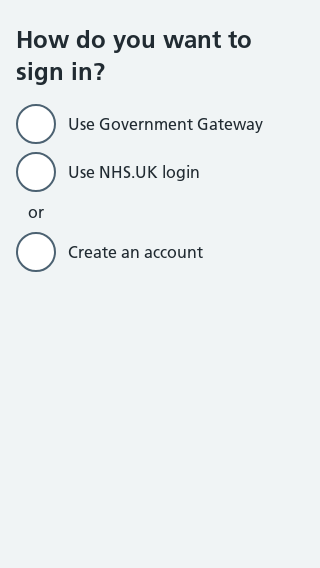 How do you want to
sign in?
Use Government Gateway
Use NHS.UK login
or
Create an account